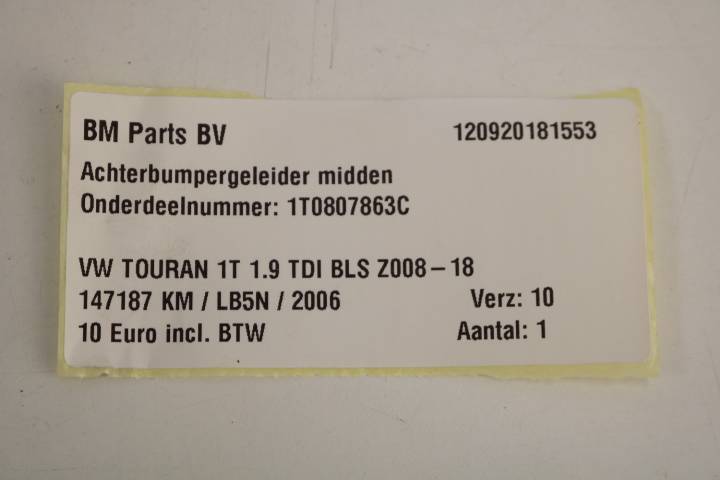 BM Parts BV 120920181553
Achterbumpergeleider midden
Onderdeelnummer: 1T0807863C
VW TOURAN 1T 1.9 TDI BLS Z008-18
147187 KM / LB5N / 2006 Verz: 10
10 Euro incl. BTW Aantal: 1